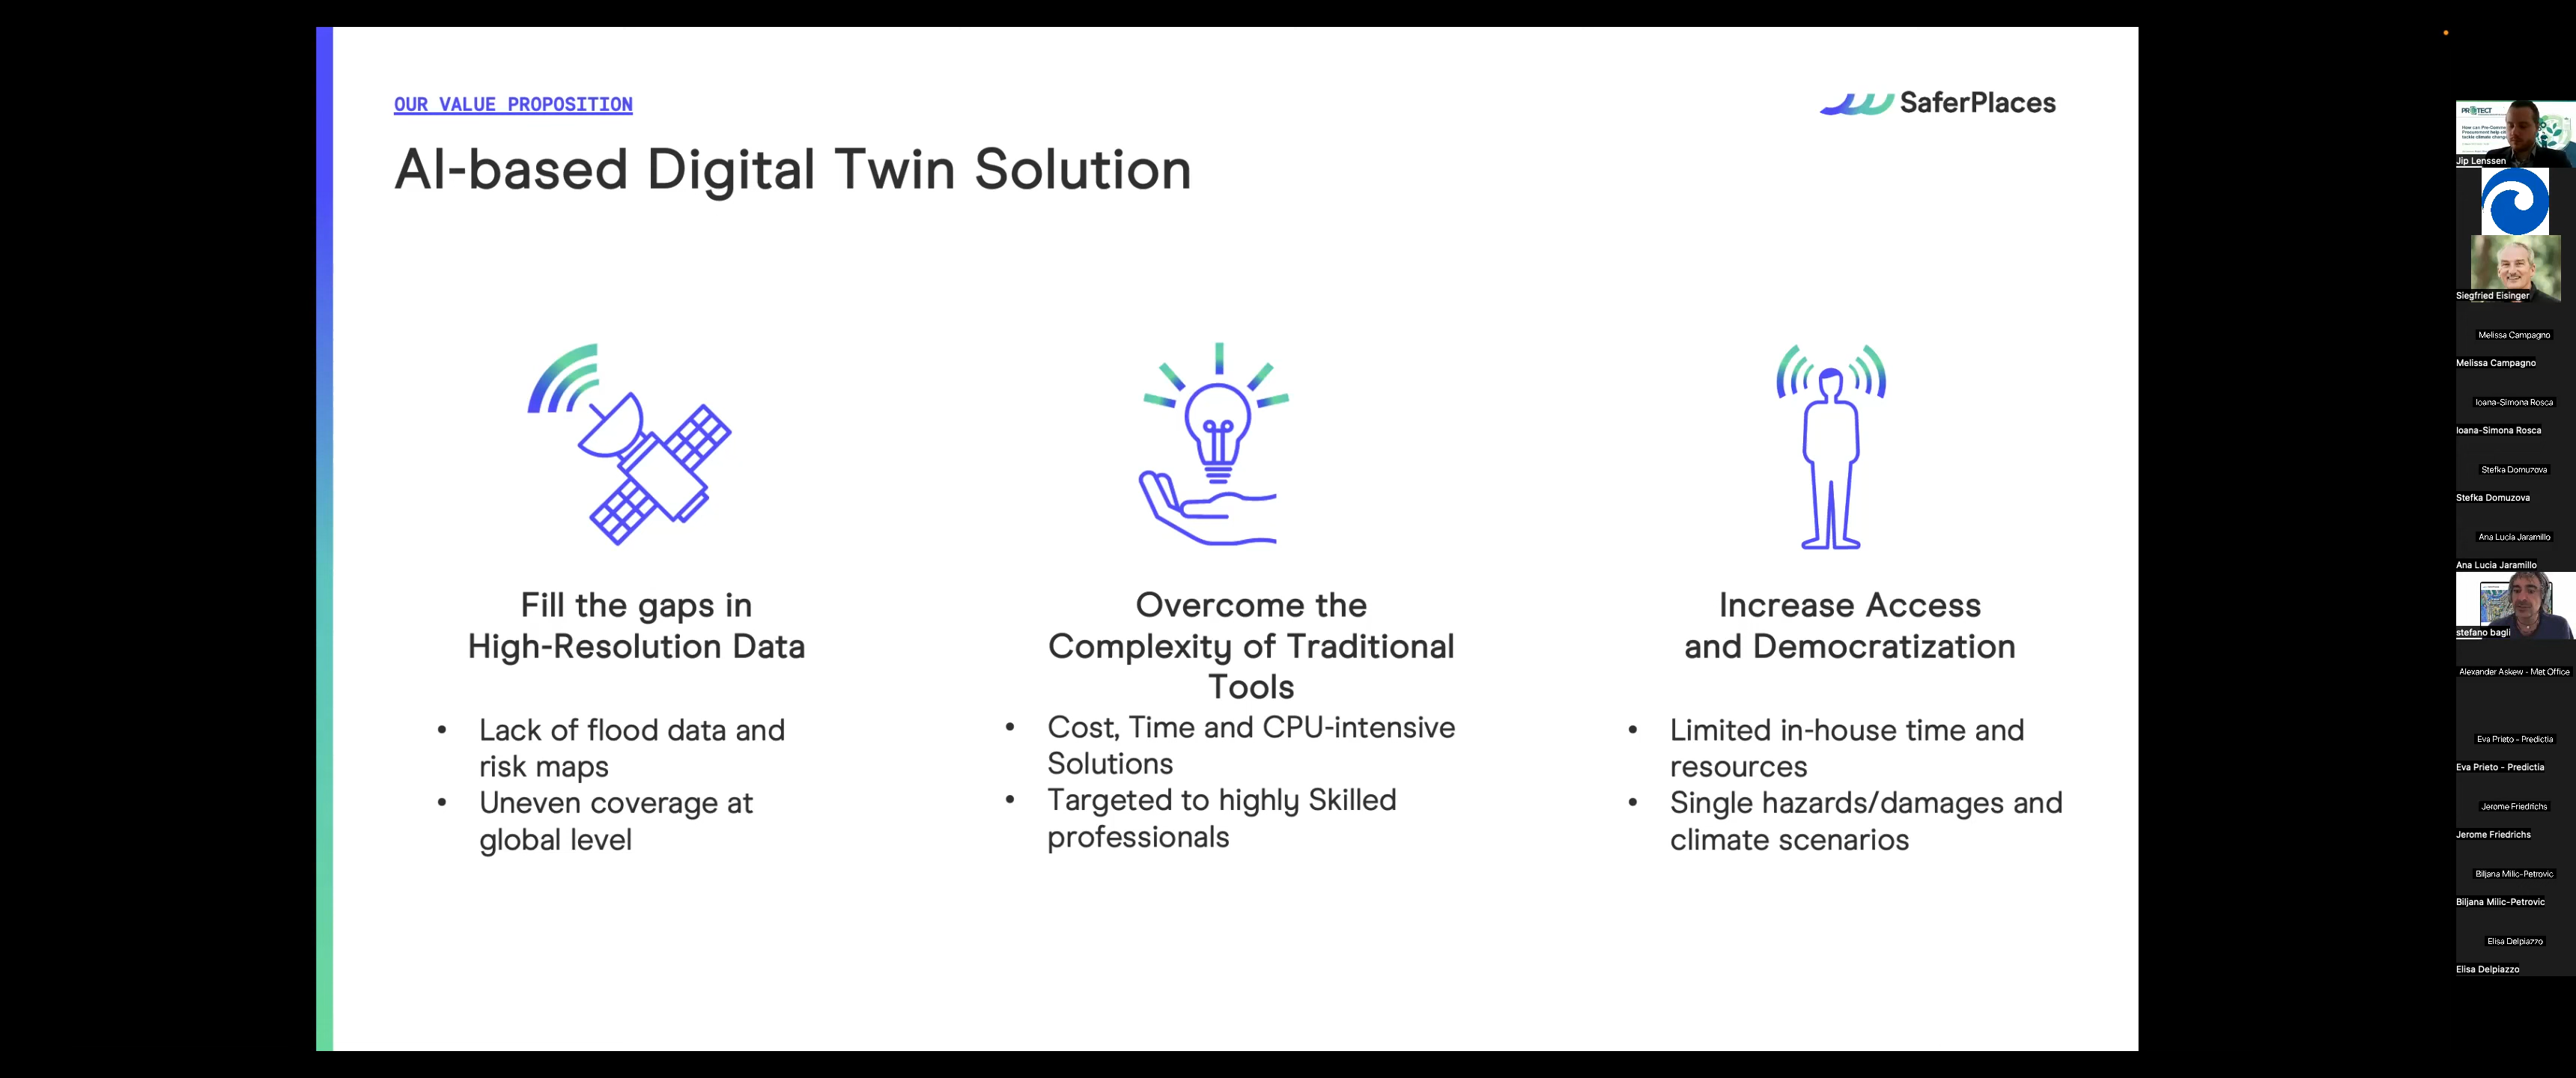 OUR VALUE PROPOSITION
SaferPlaces
AI-based Digital Twin Solution
Fill the gaps in
High-Resolution Data
• Lack of flood data and
risk maps
• Uneven coverage at
global level
Overcome the
Complexity of Traditional
Tools
• Cost, Time and CPU-intensive
Solutions
• Targeted to highly Skilled
professionals
Increase Access
and Democratization
• Limited in-house time and
resources
• Single hazards/damages and
climate scenarios
PR TECT
Jip Lenssen
Siegfried Eisinger
Melissa Campagno
Melissa Campagno
Ioana-Simona Rosca
Ioana-Simona Rosca
Stefka Domuzova
Stefka Domuzova
Ana Lucia Jaramillo
Ana Lucia Jaramillo
stefano bagli
Alexander Askew - Met Office
Eva Prieto - Predictia
Eva Prieto - Predictia
Jerome Friedrichs
Jerome Friedrichs
Biljana Milic-Petrovic
Biljana Milic-Petrovic
Elisa Delpiazzo
Elisa Delpiazzo